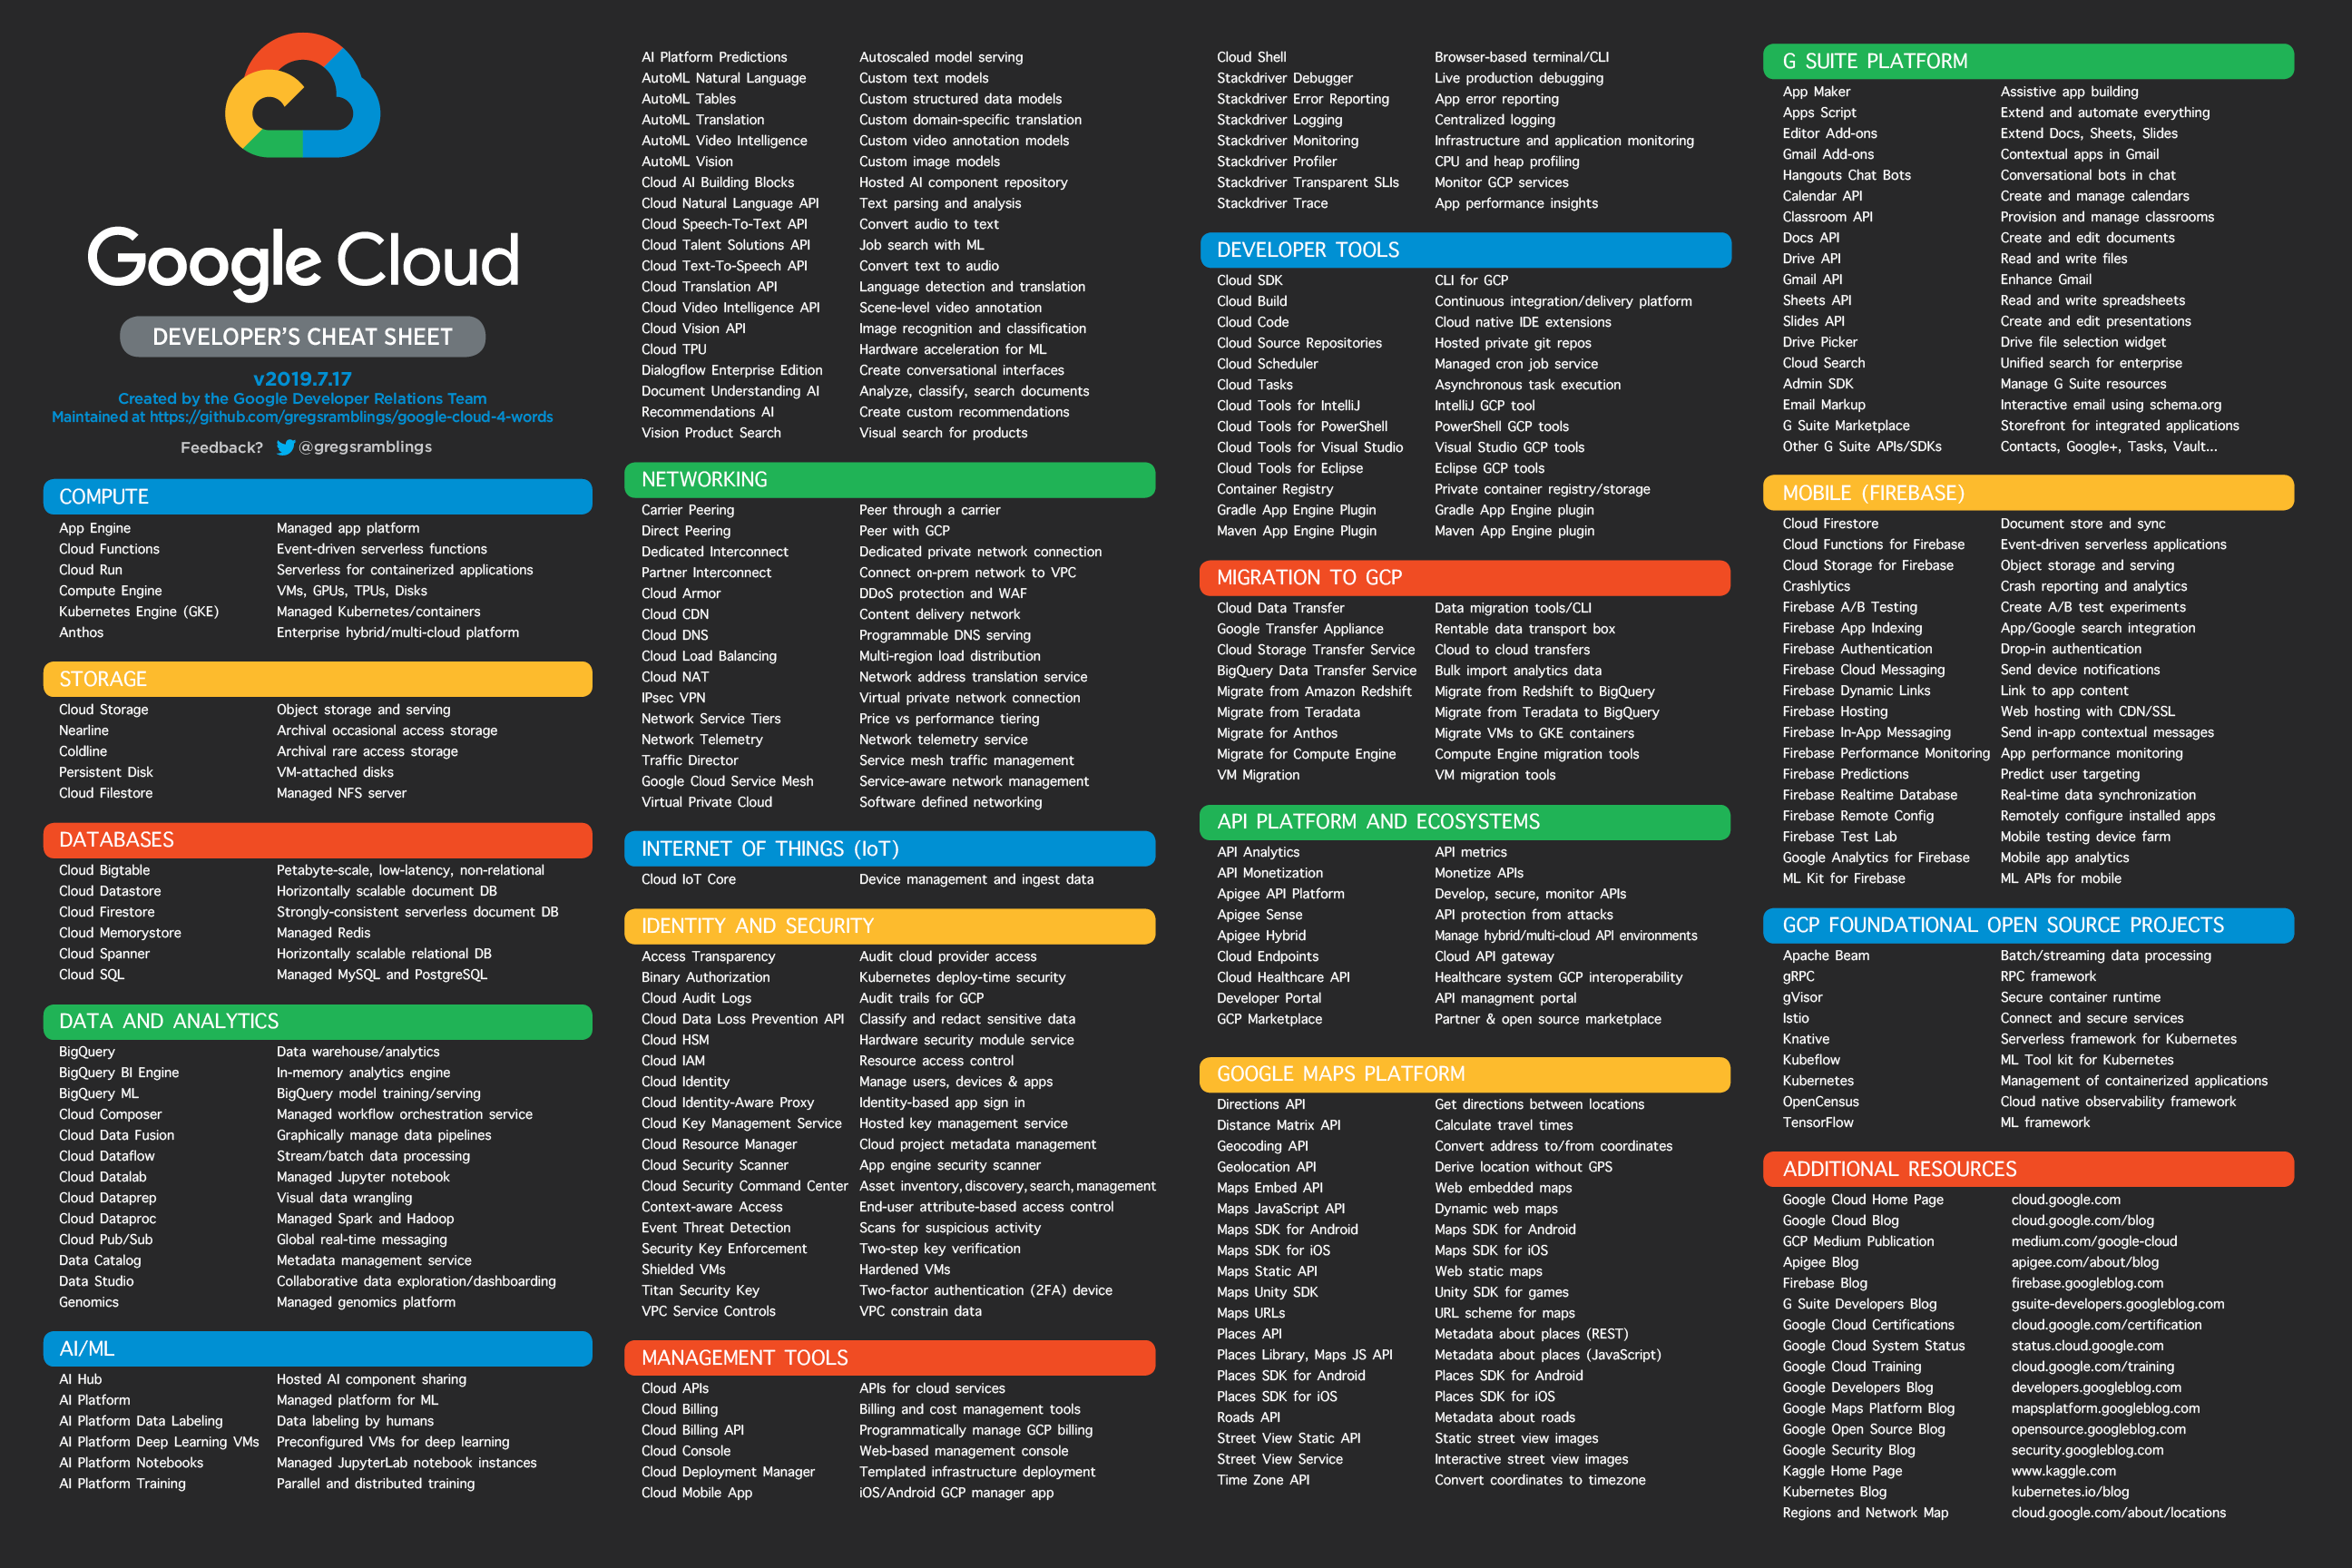 Google Cloud
DEVELOPER'S CHEAT SHEET
v2019.7.17
Created by the Google Developer Relations Team
Maintained at https://github.com/gregsramblings/google-cloud-4-words
Feedback? @gregsramblings
COMPUTE
App Engine Managed app platform
Cloud Functions Event-driven serverless functions
Cloud Run Serverless for containerized applications
Compute Engine VMs, GPUs, TPUs, Disks
Kubernetes Engine (GKE) Managed Kubernetes/containers
Anthos Enterprise hybrid/multi-cloud platform
STORAGE
Cloud Storage Object storage and serving
Nearline Archival occasional access storage
Coldline Archival rare access storage
Persistent Disk VM-attached disks
Cloud Filestore Managed NFS server
DATABASES
Cloud Bigtable Petabyte-scale, low-latency, non-relational
Cloud Datastore Horizontally scalable document DB
Cloud Firestore Strongly-consistent serverless document DB
Cloud Memorystore Managed Redis
Cloud Spanner Horizontally scalable relational DB
Cloud SQL Managed MySQL and PostgreSQL
DATA AND ANALYTICS
BigQuery Data warehouse/analytics
BigQuery BI Engine In-memory analytics engine
BigQuery ML BigQuery model training/serving
Cloud Composer Managed workflow orchestration service
Cloud Data Fusion Graphically manage data pipelines
Cloud Dataflow Stream/batch data processing
Cloud Datalab Managed Jupyter notebook
Cloud Dataprep Visual data wrangling
Cloud Dataproc Managed Spark and Hadoop
Cloud Pub/Sub Global real-time messaging
Data Catalog Metadata management service
Data Studio Collaborative data exploration/dashboarding
Genomics Managed genomics platform
AI/ML
AI Hub Hosted AI component sharing
AI Platform Managed platform for ML
AI Platform Data Labeling Data labeling by humans
AI Platform Deep Learning VMs Preconfigured VMs for deep learning
AI Platform Notebooks Managed JupyterLab notebook instances
AI Platform Training Parallel and distributed training
AI Platform Predictions Autoscaled model serving
AutoML Natural Language Custom text models
AutoML Tables Custom structured data models
AutoML Translation Custom domain-specific translation
AutoML Video Intelligence Custom video annotation models
AutoML Vision Custom image models
Cloud AI Building Blocks Hosted AI component repository
Cloud Natural Language API Text parsing and analysis
Cloud Speech-To-Text API Convert audio to text
Cloud Talent Solutions API Job search with ML
Cloud Text-To-Speech API Convert text to audio
Cloud Translation API Language detection and translation
Cloud Video Intelligence API Scene-level video annotation
Cloud Vision API Image recognition and classification
Cloud TPU Hardware acceleration for ML
Dialogflow Enterprise Edition Create conversational interfaces
Document Understanding AI Analyze, classify, search documents
Recommendations AI Create custom recommendations
Vision Product Search Visual search for products
NETWORKING
Carrier Peering Peer through a carrier
Direct Peering Peer with GCP
Dedicated Interconnect Dedicated private network connection
Partner Interconnect Connect on-prem network to VPC
Cloud Armor DDoS protection and WAF
Cloud CDN Content delivery network
Cloud DNS Programmable DNS serving
Cloud Load Balancing Multi-region load distribution
Cloud NAT Network address translation service
IPsec VPN Virtual private network connection
Network Service Tiers Price vs performance tiering
Network Telemetry Network telemetry service
Traffic Director Service mesh traffic management
Google Cloud Service Mesh Service-aware network management
Virtual Private Cloud Software defined networking
INTERNET OF THINGS (IoT)
Cloud IoT Core Device management and ingest data
IDENTITY AND SECURITY
Access Transparency Audit cloud provider access
Binary Authorization Kubernetes deploy-time security
Cloud Audit Logs Audit trails for GCP
Cloud Data Loss Prevention API Classify and redact sensitive data
Cloud HSM Hardware security module service
Cloud IAM Resource access control
Cloud Identity Manage users, devices & apps
Cloud Identity-Aware Proxy Identity-based app sign in
Cloud Key Management Service Hosted key management service
Cloud Resource Manager Cloud project metadata management
Cloud Security Scanner App engine security scanner
Cloud Security Command Center Asset inventory, discovery, search, management
Context-aware Access End-user attribute-based access control
Event Threat Detection Scans for suspicious activity
Security Key Enforcement Two-step key verification
Shielded VMs Hardened VMs
Titan Security Key Two-factor authentication (2FA) device
VPC Service Controls VPC constrain data
MANAGEMENT TOOLS
Cloud APIs APIs for cloud services
Cloud Billing Billing and cost management tools
Cloud Billing API Programmatically manage GCP billing
Cloud Console Web-based management console
Cloud Deployment Manager Templated infrastructure deployment
Cloud Mobile App iOS/Android GCP manager app
Cloud Shell Browser-based terminal/CLI
Stackdriver Debugger Live production debugging
Stackdriver Error Reporting App error reporting
Stackdriver Logging Centralized logging
Stackdriver Monitoring Infrastructure and application monitoring
Stackdriver Profiler CPU and heap profiling
Stackdriver Transparent SLIs Monitor GCP services
Stackdriver Trace App performance insights
DEVELOPER TOOLS
Cloud SDK CLI for GCP
Cloud Build Continuous integration/delivery platform
Cloud Code Cloud native IDE extensions
Cloud Source Repositories Hosted private git repos
Cloud Scheduler Managed cron job service
Cloud Tasks Asynchronous task execution
Cloud Tools for IntelliJ IntelliJ GCP tool
Cloud Tools for PowerShell PowerShell GCP tools
Cloud Tools for Visual Studio Visual Studio GCP tools
Cloud Tools for Eclipse Eclipse GCP tools
Container Registry Private container registry/storage
Gradle App Engine Plugin Gradle App Engine plugin
Maven App Engine Plugin Maven App Engine plugin
MIGRATION TO GCP
Cloud Data Transfer Data migration tools/CLI
Google Transfer Appliance Rentable data transport box
Cloud Storage Transfer Service Cloud to cloud transfers
BigQuery Data Transfer Service Bulk import analytics data
Migrate from Amazon Redshift Migrate from Redshift to BigQuery
Migrate from Teradata Migrate from Teradata to BigQuery
Migrate for Anthos Migrate VMs to GKE containers
Migrate for Compute Engine Compute Engine migration tools
VM Migration VM migration tools
API PLATFORM AND ECOSYSTEMS
API Analytics API metrics
API Monetization Monetize APIs
Apigee API Platform Develop, secure, monitor APIs
Apigee Sense API protection from attacks
Apigee Hybrid Manage hybrid/multi-cloud API environments
Cloud Endpoints Cloud API gateway
Cloud Healthcare API Healthcare system GCP interoperability
Developer Portal API managment portal
GCP Marketplace Partner & open source marketplace
GOOGLE MAPS PLATFORM
Directions API Get directions between locations
Distance Matrix API Calculate travel times
Geocoding API Convert address to/from coordinates
Geolocation API Derive location without GPS
Maps Embed API Web embedded maps
Maps JavaScript API Dynamic web maps
Maps SDK for Android Maps SDK for Android
Maps SDK for iOS Maps SDK for iOS
Maps Static API Web static maps
Maps Unity SDK Unity SDK for games
Maps URLs URL scheme for maps
Places API Metadata about places (REST)
Places Library, Maps JS API Metadata about places (JavaScript)
Places SDK for Android Places SDK for Android
Places SDK for iOS Places SDK for iOS
Roads API Metadata about roads
Street View Static API Static street view images
Street View Service Interactive street view images
Time Zone API Convert coordinates to timezone
G SUITE PLATFORM
App Maker Assistive app building
Apps Script Extend and automate everything
Editor Add-ons Extend Docs, Sheets, Slides
Gmail Add-ons Contextual apps in Gmail
Hangouts Chat Bots Conversational bots in chat
Calendar API Create and manage calendars
Classroom API Provision and manage classrooms
Docs API Create and edit documents
Drive API Read and write files
Gmail API Enhance Gmail
Sheets API Read and write spreadsheets
Slides API Create and edit presentations
Drive Picker Drive file selection widget
Cloud Search Unified search for enterprise
Admin SDK Manage G Suite resources
Email Markup Interactive email using schema.org
G Suite Marketplace Storefront for integrated applications
Other G Suite APIs/SDKs Contacts, Google+, Tasks, Vault...
MOBILE (FIREBASE)
Cloud Firestore Document store and sync
Cloud Functions for Firebase Event-driven serverless applications
Cloud Storage for Firebase Object storage and serving
Crashlytics Crash reporting and analytics
Firebase A/B Testing Create A/B test experiments
Firebase App Indexing App/Google search integration
Firebase Authentication Drop-in authentication
Firebase Cloud Messaging Send device notifications
Firebase Dynamic Links Link to app content
Firebase Hosting Web hosting with CDN/SSL
Firebase In-App Messaging Send in-app contextual messages
Firebase Performance Monitoring App performance monitoring
Firebase Predictions Predict user targeting
Firebase Realtime Database Real-time data synchronization
Firebase Remote Config Remotely configure installed apps
Firebase Test Lab Mobile testing device farm
Google Analytics for Firebase Mobile app analytics
ML Kit for Firebase ML APIs for mobile
GCP FOUNDATIONAL OPEN SOURCE PROJECTS
Apache Beam Batch/streaming data processing
gRPC RPC framework
gVisor Secure container runtime
Istio Connect and secure services
Knative Serverless framework for Kubernetes
Kubeflow ML Tool kit for Kubernetes
Kubernetes Management of containerized applications
OpenCensus Cloud native observability framework
TensorFlow ML framework
ADDITIONAL RESOURCES
Google Cloud Home Page cloud.google.com
Google Cloud Blog cloud.google.com/blog
GCP Medium Publication medium.com/google-cloud
Apigee Blog apigee.com/about/blog
Firebase Blog firebase.googleblog.com
G Suite Developers Blog gsuite-developers.googleblog.com
Google Cloud Certifications cloud.google.com/certification
Google Cloud System Status status.cloud.google.com
Google Cloud Training cloud.google.com/training
Google Developers Blog developers.googleblog.com
Google Maps Platform Blog mapsplatform.googleblog.com
Google Open Source Blog opensource.googleblog.com
Google Security Blog security.googleblog.com
Kaggle Home Page www.kaggle.com
Kubernetes Blog kubernetes.io/blog
Regions and Network Map cloud.google.com/about/locations